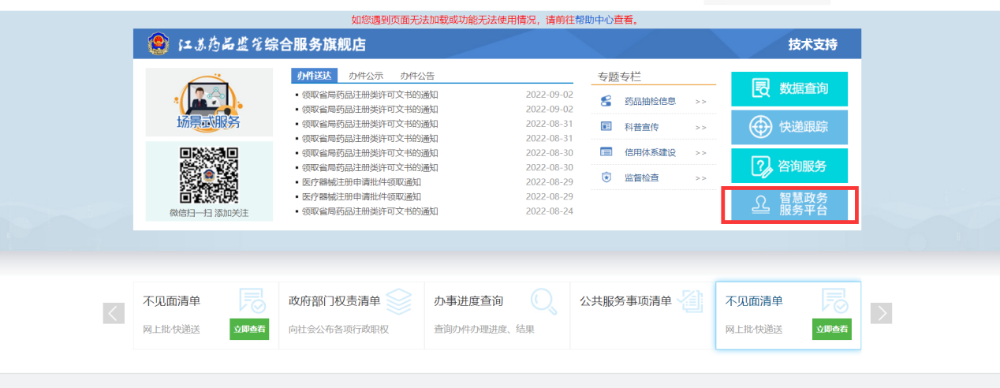 如您遇到页面无法加载或功能无法使用情况，请前往帮助中心查看。
江苏药品监管综合服务旗舰店
技术支持
场景式服务
微信扫一扫 添加关注
办件送达 办件公示 办件公告
• 领取省局药品注册类许可文书的通知 2022-09-02
• 领取省局药品注册类许可文书的通知 2022-09-02
• 领取省局药品注册类许可文书的通知 2022-08-31
• 领取省局药品注册类许可文书的通知 2022-08-31
• 领取省局药品注册类许可文书的通知 2022-08-30
• 领取省局药品注册类许可文书的通知 2022-08-30
• 医疗器械注册申请批件领取通知 2022-08-29
• 医疗器械注册申请批件领取通知 2022-08-29
• 领取省局药品注册类许可文书的通知 2022-08-24
专题专栏
药品抽检信息 >>
科普宣传 >>
信用体系建设 >>
监督检查 >>
数据查询
快递跟踪
咨询服务
智慧政务
服务平台
不见面清单
网上批·快递送 立即查看
政府部门权责清单
向社会公布各项行政职权
办事进度查询
查询办件办理进度、结果
公共服务事项清单
不见面清单
网上批·快递送 立即查看